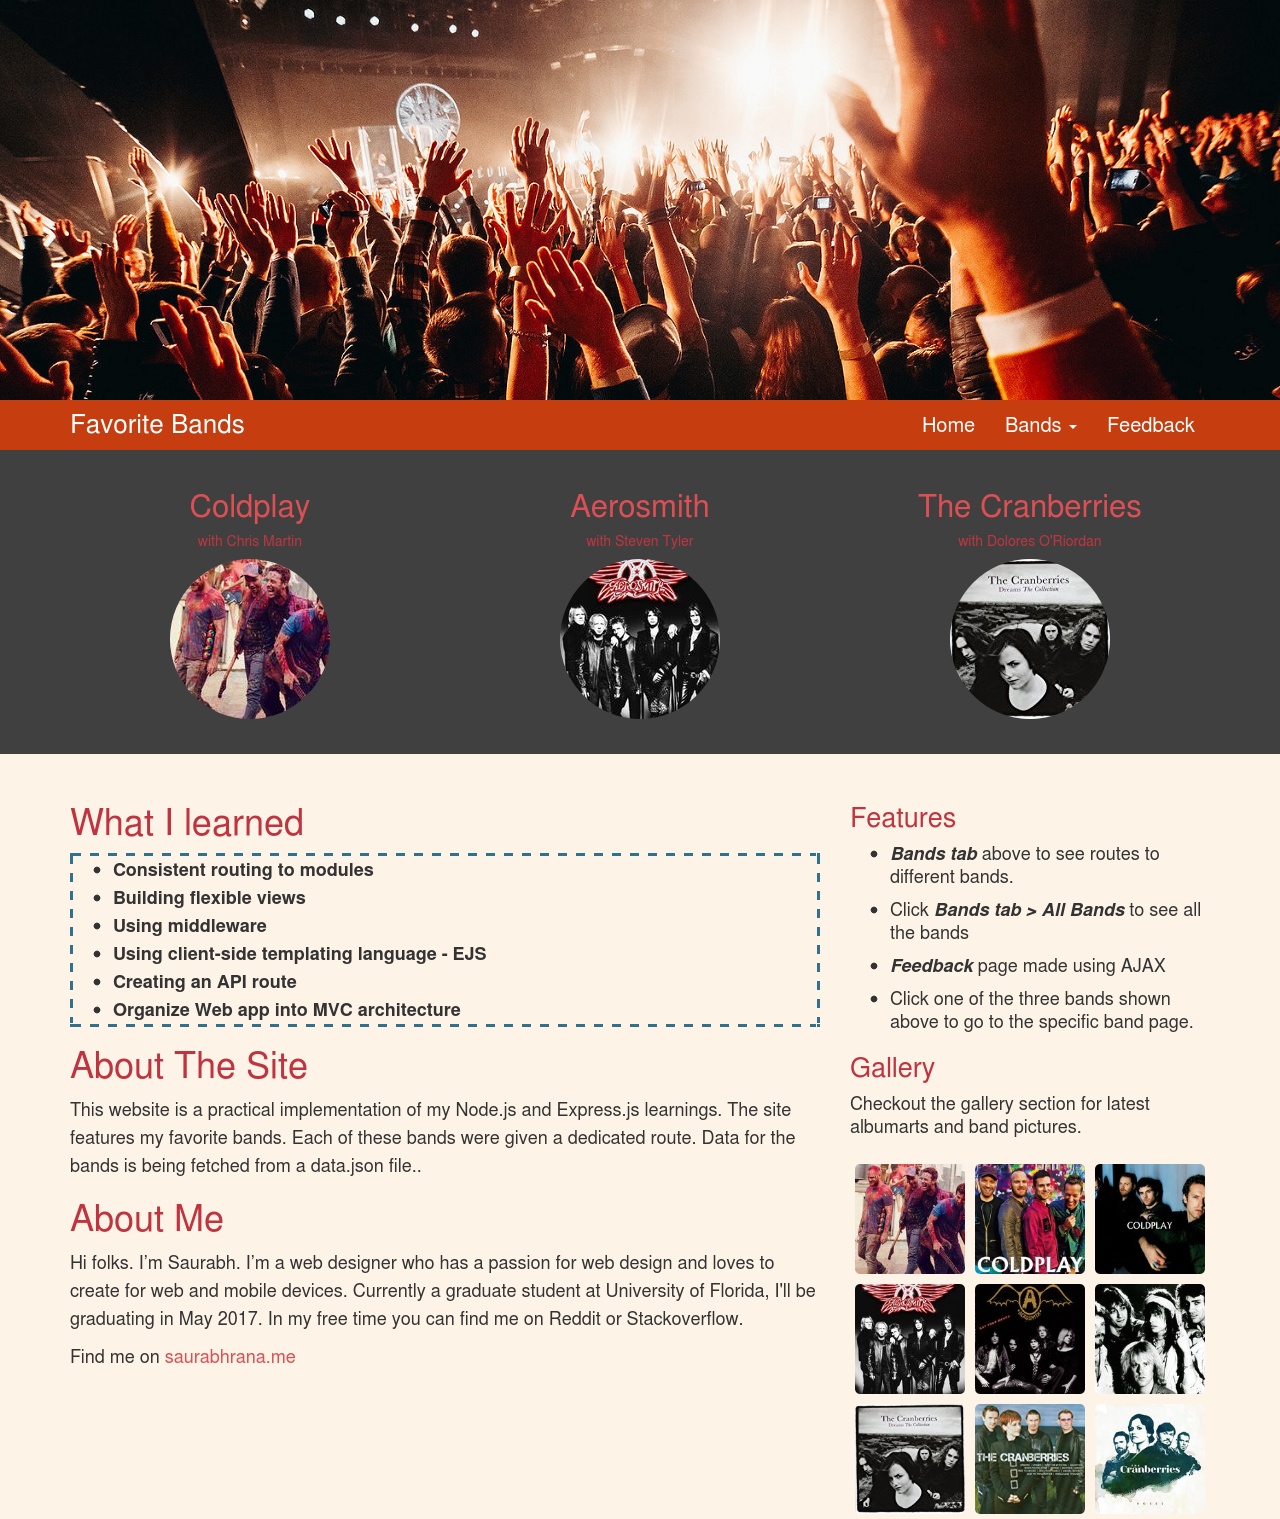 Favorite Bands
Home Bands Feedback
Coldplay
with Chris Martin
Aerosmith
with Steven Tyler
The Cranberries
with Dolores O'Riordan
AEROSMITH
The Cranberries
Dreams The Collection
What I learned
Consistent routing to modules
Building flexible views
Using middleware
Using client-side templating language - EJS
Creating an API route
Organize Web app into MVC architecture
About The Site
This website is a practical implementation of my Node.js and Express.js learnings. The site
features my favorite bands. Each of these bands were given a dedicated route. Data for the
bands is being fetched from a data.json file..
About Me
Hi folks. I’m Saurabh. I’m a web designer who has a passion for web design and loves to
create for web and mobile devices. Currently a graduate student at University of Florida, I'll be
graduating in May 2017. In my free time you can find me on Reddit or Stackoverflow.
Find me on saurabhrana.me
Features
Bands tab above to see routes to
different bands.
Click Bands tab > All Bands to see all
the bands
Feedback page made using AJAX
Click one of the three bands shown
above to go to the specific band page.
Gallery
Checkout the gallery section for latest
albumarts and band pictures.
COLDPLAY
COLDPLAY
AEROSMITH
The Cranberries
Dreams The Collection
THE CRANBERRIES
Cränberries